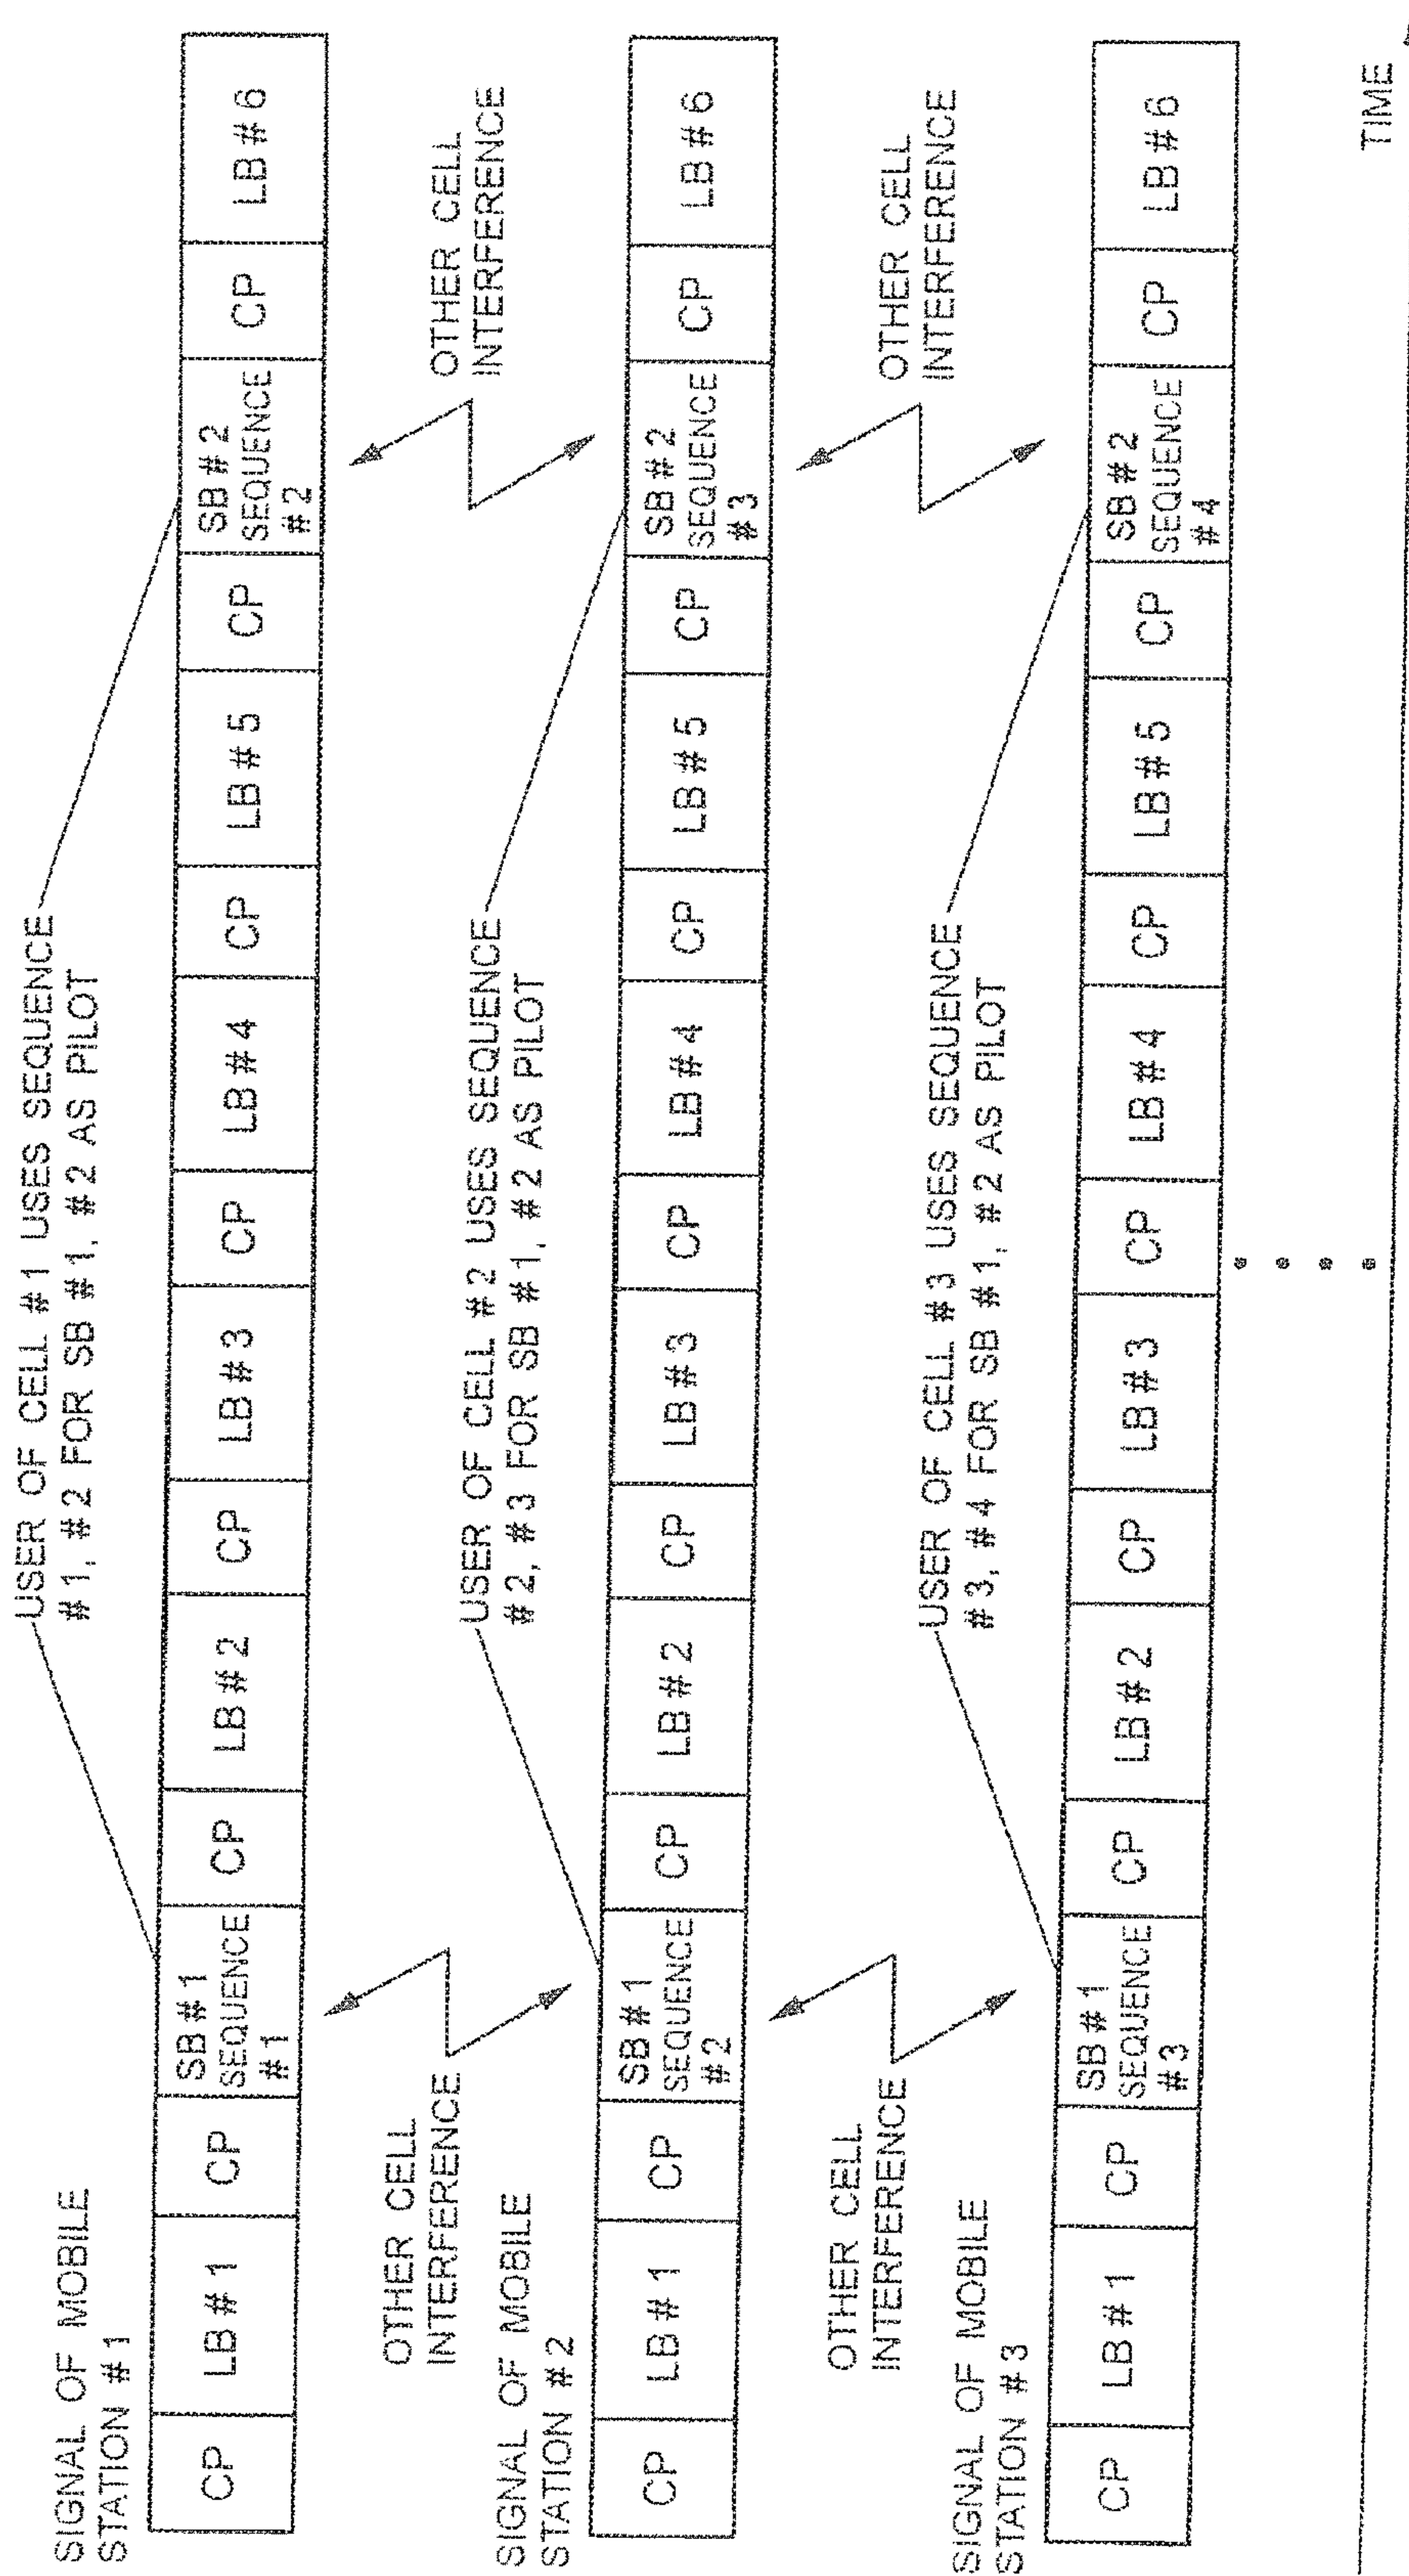 USER OF CELL #1 USES SEQUENCE
#1, #2 FOR SB #1, #2 AS PILOT
SIGNAL OF MOBILE
STATION #1
CP
LB #1
CP
SB #1
SEQUENCE
#1
CP
LB #2
CP
LB #3
CP
LB #4
CP
LB #5
CP
SB #2
SEQUENCE
#2
CP
LB #6
OTHER CELL
INTERFERENCE
OTHER CELL
INTERFERENCE
USER OF CELL #2 USES SEQUENCE
#2, #3 FOR SB #1, #2 AS PILOT
SIGNAL OF MOBILE
STATION #2
CP
LB #1
CP
SB #1
SEQUENCE
#2
CP
LB #2
CP
LB #3
CP
LB #4
CP
LB #5
CP
SB #2
SEQUENCE
#3
CP
LB #6
OTHER CELL
INTERFERENCE
OTHER CELL
INTERFERENCE
USER OF CELL #3 USES SEQUENCE
#3, #4 FOR SB #1, #2 AS PILOT
SIGNAL OF MOBILE
STATION #3
CP
LB #1
CP
SB #1
SEQUENCE
#3
CP
LB #2
CP
LB #3
CP
LB #4
CP
LB #5
CP
SB #2
SEQUENCE
#4
CP
LB #6
TIME